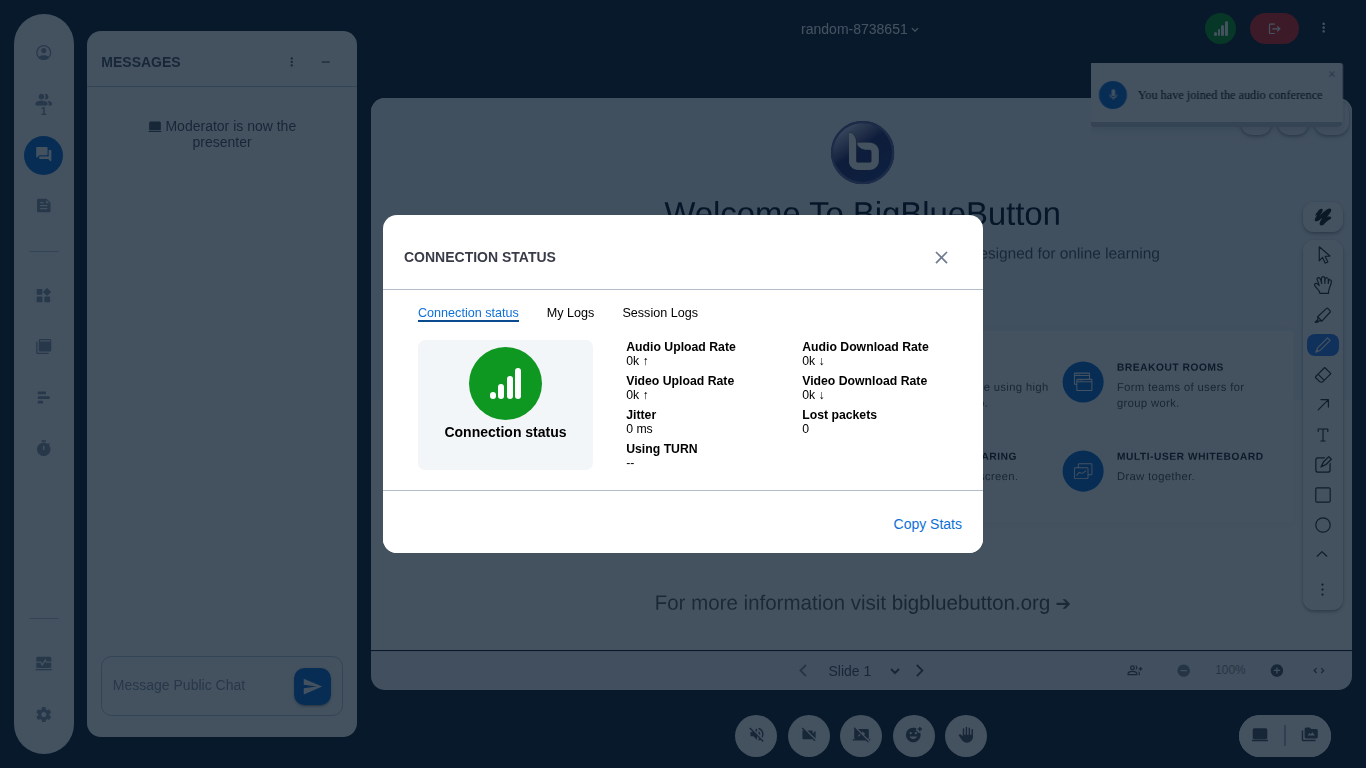 random-8738651
MESSAGES
1
Moderator is now the
presenter
You have joined the audio conference
Welcome To BigBlueButton
esigned for online learning
CONNECTION STATUS
Connection status
My Logs
Session Logs
Connection status
Audio Upload Rate
0k ↑
Audio Download Rate
0k ↓
Video Upload Rate
0k ↑
Video Download Rate
0k ↓
Jitter
0 ms
Lost packets
0
Using TURN
--
Copy Stats
e using high
BREAKOUT ROOMS
Form teams of users for
group work.
ARING
creen.
MULTI-USER WHITEBOARD
Draw together.
For more information visit bigbluebutton.org ➔
Message Public Chat
Slide 1
100%